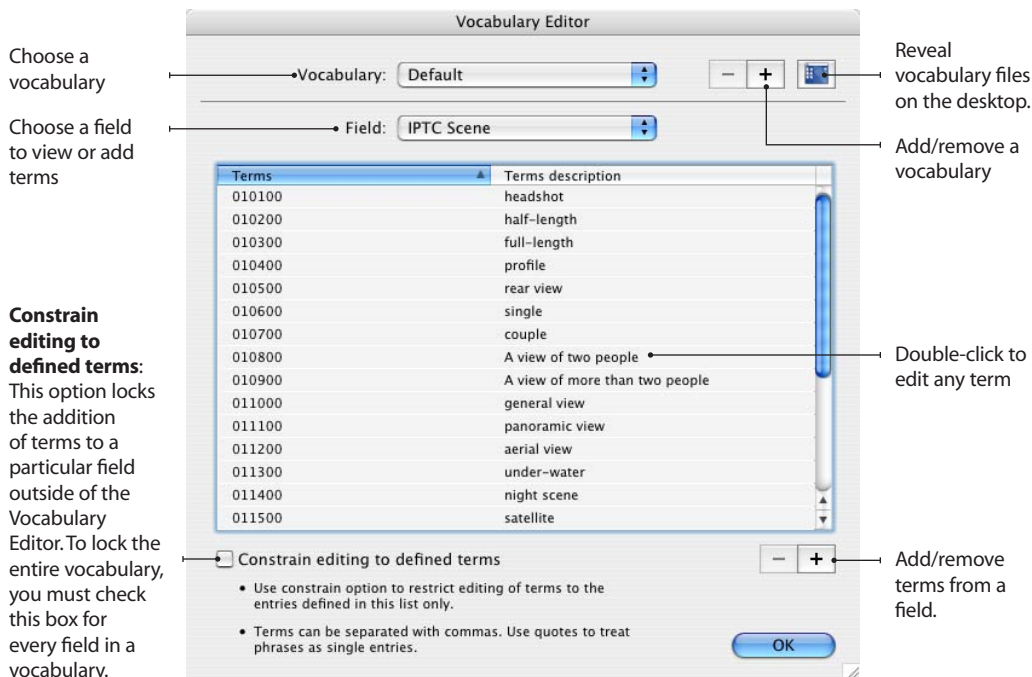 Vocabulary Editor
Choose a
vocabulary
Vocabulary: Default
Reveal
vocabulary files
on the desktop.
Choose a field
to view or add
terms
Field: IPTC Scene
Add/remove a
vocabulary
Terms Terms description
010100 headshot
010200 half-length
010300 full-length
010400 profile
010500 rear view
010600 single
010700 couple
010800 A view of two people
010900 A view of more than two people
011000 general view
011100 panoramic view
011200 aerial view
011300 under-water
011400 night scene
011500 satellite
Double-click to
edit any term
Constrain
editing to
defined terms:
This option locks
the addition
of terms to a
particular field
outside of the
Vocabulary
Editor. To lock the
entire vocabulary,
you must check
this box for
every field in a
vocabulary.
Constrain editing to defined terms
− +
• Use constrain option to restrict editing of terms to the
entries defined in this list only.
• Terms can be separated with commas. Use quotes to treat
phrases as single entries.
OK
Add/remove
terms from a
field.